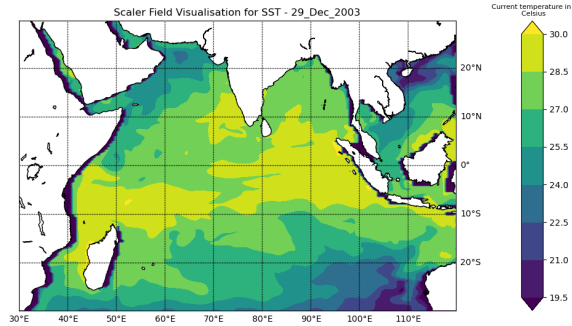 Scaler Field Visualisation for SST - 29_Dec_2003
Current temperature in
Celsius
30.0
28.5
27.0
25.5
24.0
22.5
21.0
19.5
20°N
10°N
0°
10°S
20°S
30°E 40°E 50°E 60°E 70°E 80°E 90°E 100°E 110°E